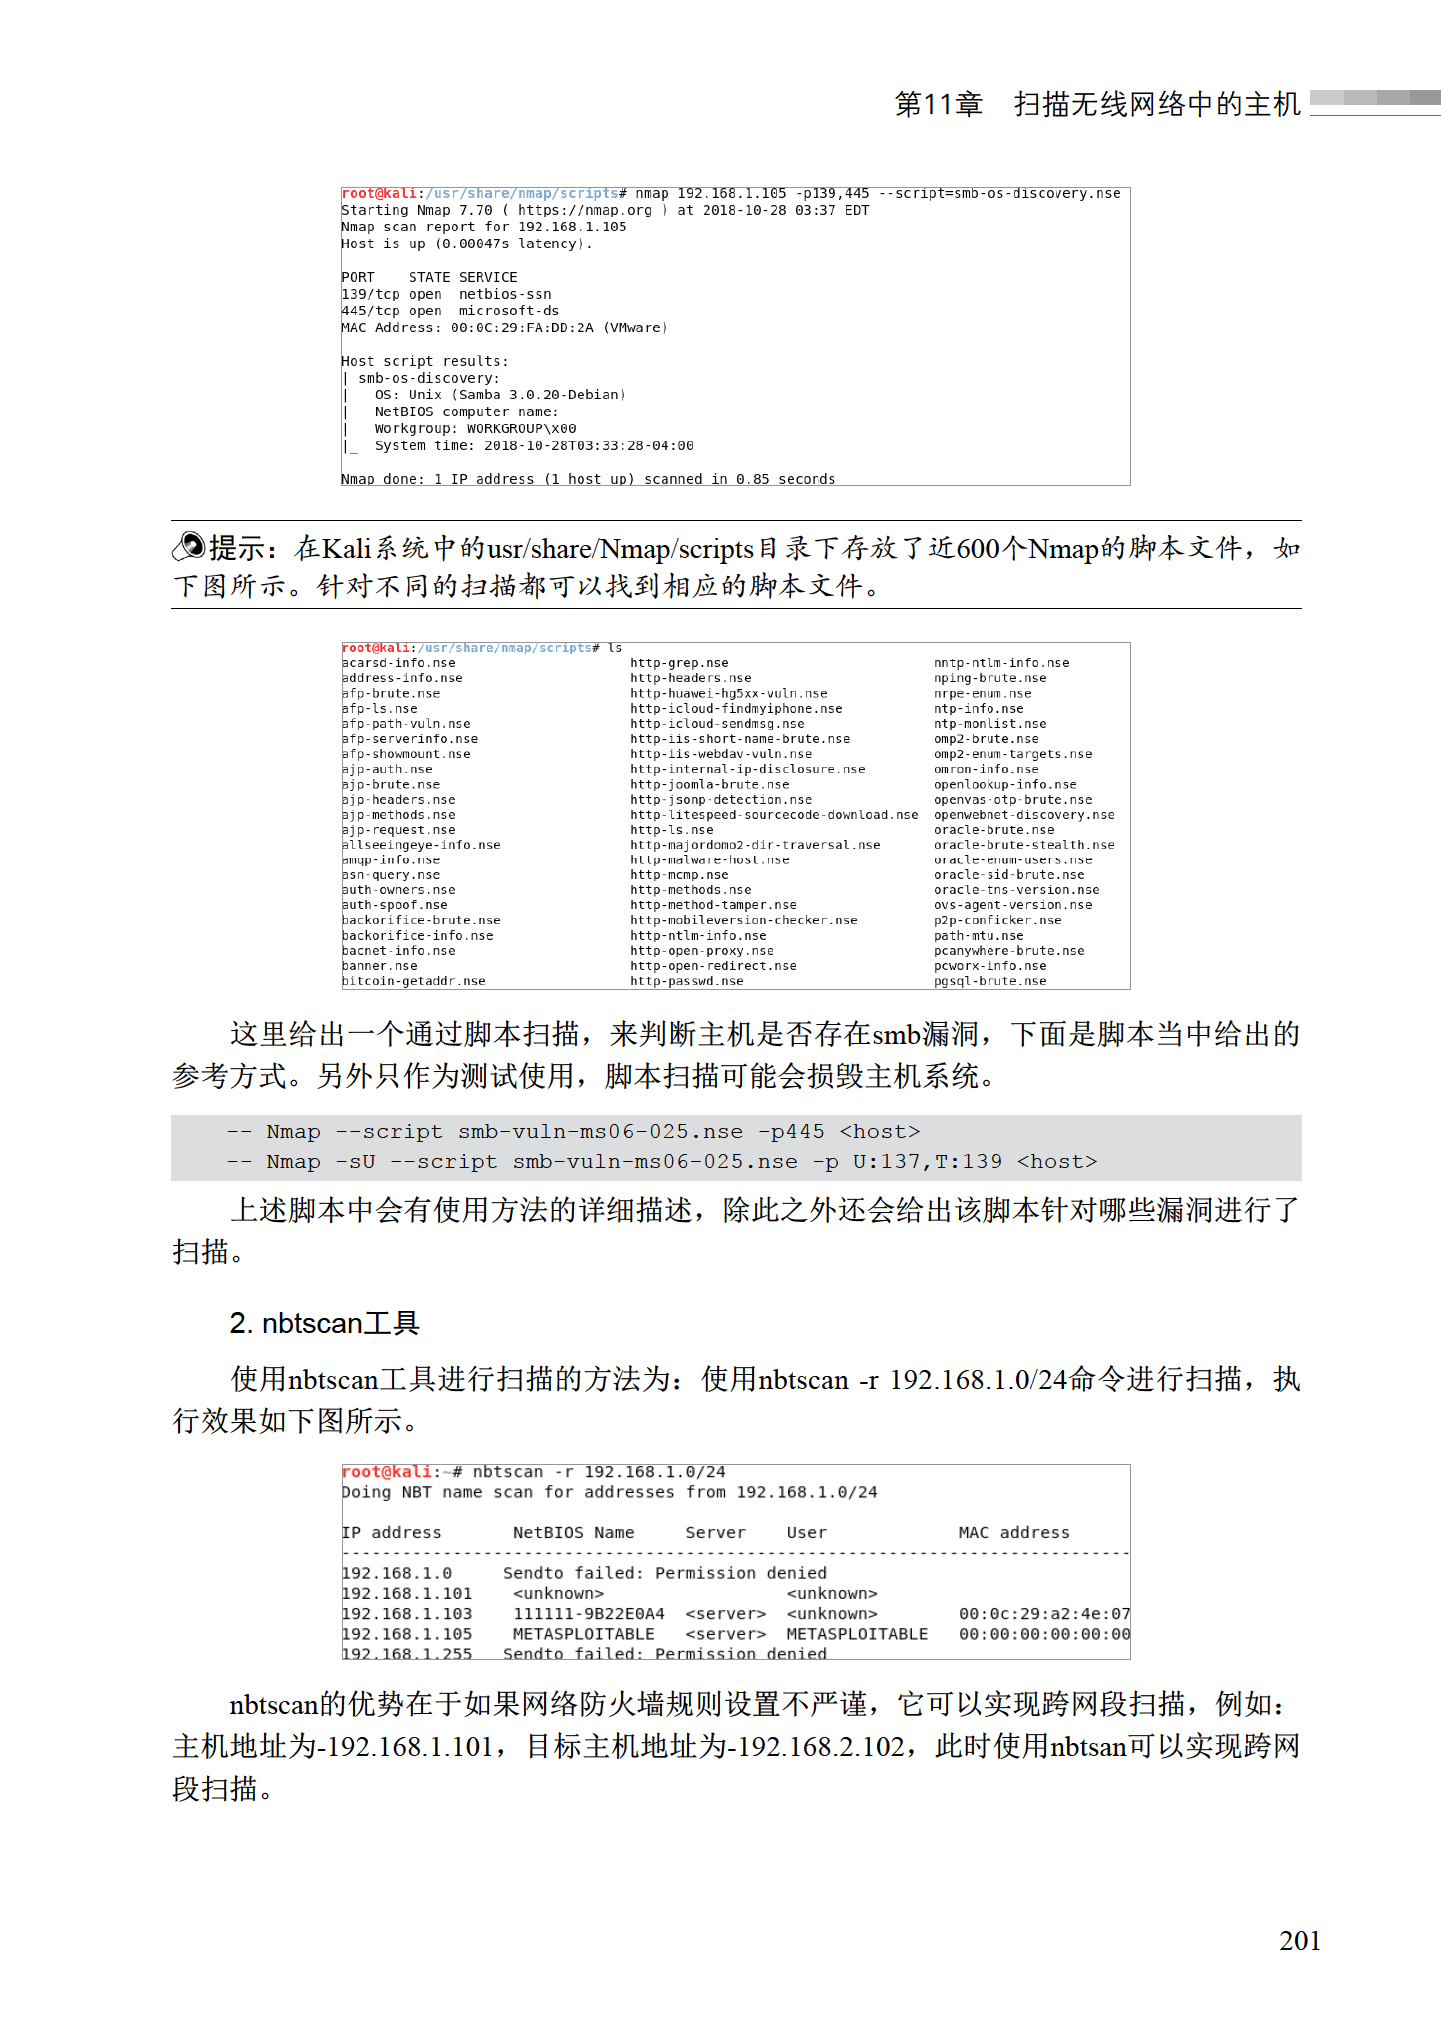 第11章 扫描无线网络中的主机
root@kali:/usr/share/nmap/scripts# nmap 192.168.1.105 -p139,445 --script=smb-os-discovery.nse
Starting Nmap 7.70 ( https://nmap.org ) at 2018-10-28 03:37 EDT
Nmap scan report for 192.168.1.105
Host is up (0.00047s latency).
PORT    STATE SERVICE
139/tcp open  netbios-ssn
445/tcp open  microsoft-ds
MAC Address: 00:0C:29:FA:DD:2A (VMware)
Host script results:
| smb-os-discovery:
|   OS: Unix (Samba 3.0.20-Debian)
|   NetBIOS computer name:
|   Workgroup: WORKGROUP\x00
|_  System time: 2018-10-28T03:33:28-04:00
Nmap done: 1 IP address (1 host up) scanned in 0.85 seconds
提示：在Kali系统中的usr/share/Nmap/scripts目录下存放了近600个Nmap的脚本文件，如
下图所示。针对不同的扫描都可以找到相应的脚本文件。
root@kali:/usr/share/nmap/scripts# ls
acarsd-info.nse http-grep.nse nntp-ntlm-info.nse
address-info.nse http-headers.nse nping-brute.nse
afp-brute.nse http-huawei-hg5xx-vuln.nse nrpe-enum.nse
afp-ls.nse http-icloud-findmyiphone.nse ntp-info.nse
afp-path-vuln.nse http-icloud-sendmsg.nse ntp-monlist.nse
afp-serverinfo.nse http-iis-short-name-brute.nse omp2-brute.nse
afp-showmount.nse http-iis-webdav-vuln.nse omp2-enum-targets.nse
ajp-auth.nse http-internal-ip-disclosure.nse omron-info.nse
ajp-brute.nse http-joomla-brute.nse openlookup-info.nse
ajp-headers.nse http-jsonp-detection.nse openvas-otp-brute.nse
ajp-methods.nse http-litespeed-sourcecode-download.nse openwebnet-discovery.nse
ajp-request.nse http-ls.nse oracle-brute.nse
allseeingeye-info.nse http-majordomo2-dir-traversal.nse oracle-brute-stealth.nse
amqp-info.nse http-malware-host.nse oracle-enum-users.nse
asn-query.nse http-mcmp.nse oracle-sid-brute.nse
auth-owners.nse http-methods.nse oracle-tns-version.nse
auth-spoof.nse http-method-tamper.nse ovs-agent-version.nse
backorifice-brute.nse http-mobileversion-checker.nse p2p-conficker.nse
backorifice-info.nse http-ntlm-info.nse path-mtu.nse
bacnet-info.nse http-open-proxy.nse pcanywhere-brute.nse
banner.nse http-open-redirect.nse pcworx-info.nse
bitcoin-getaddr.nse http-passwd.nse pgsql-brute.nse
这里给出一个通过脚本扫描，来判断主机是否存在smb漏洞，下面是脚本当中给出的
参考方式。另外只作为测试使用，脚本扫描可能会损毁主机系统。
-- Nmap --script smb-vuln-ms06-025.nse -p445 <host>
-- Nmap -sU --script smb-vuln-ms06-025.nse -p U:137,T:139 <host>
上述脚本中会有使用方法的详细描述，除此之外还会给出该脚本针对哪些漏洞进行了
扫描。
2. nbtscan工具
使用nbtscan工具进行扫描的方法为：使用nbtscan -r 192.168.1.0/24命令进行扫描，执
行效果如下图所示。
root@kali:~# nbtscan -r 192.168.1.0/24
Doing NBT name scan for addresses from 192.168.1.0/24
IP address NetBIOS Name Server User MAC address
------------------------------------------------------------------------------
192.168.1.0 Sendto failed: Permission denied
192.168.1.101 <unknown> <unknown>
192.168.1.103 111111-9B22E0A4 <server> <unknown> 00:0c:29:a2:4e:07
192.168.1.105 METASPLOITABLE <server> METASPLOITABLE 00:00:00:00:00:00
192.168.1.255 Sendto failed: Permission denied
nbtscan的优势在于如果网络防火墙规则设置不严谨，它可以实现跨网段扫描，例如：
主机地址为-192.168.1.101，目标主机地址为-192.168.2.102，此时使用nbtsan可以实现跨网
段扫描。
201